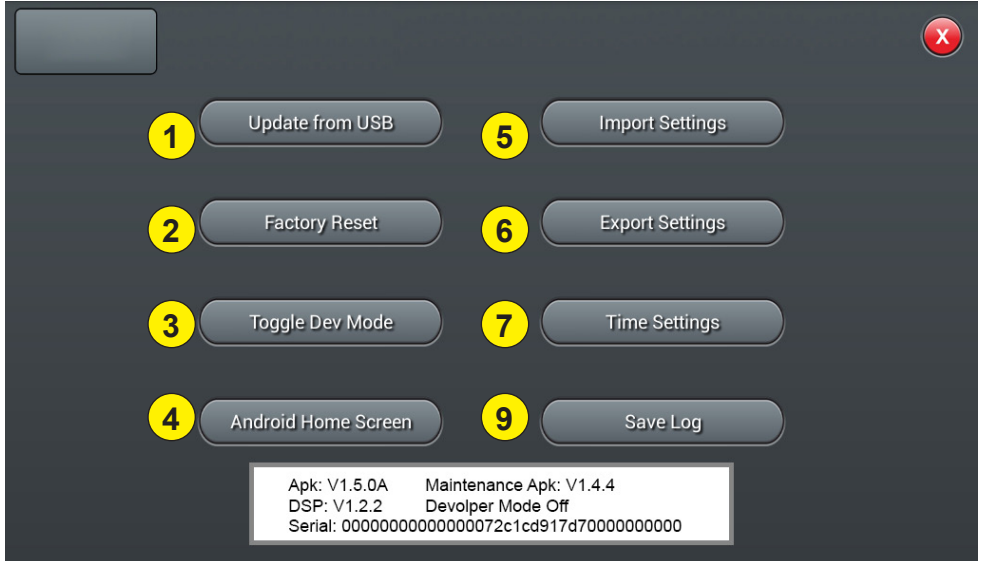 X
1 Update from USB
5 Import Settings
2 Factory Reset
6 Export Settings
3 Toggle Dev Mode
7 Time Settings
4 Android Home Screen
9 Save Log
Apk: V1.5.0A Maintenance Apk: V1.4.4
DSP: V1.2.2 Devolper Mode Off
Serial: 00000000000000072c1cd917d70000000000